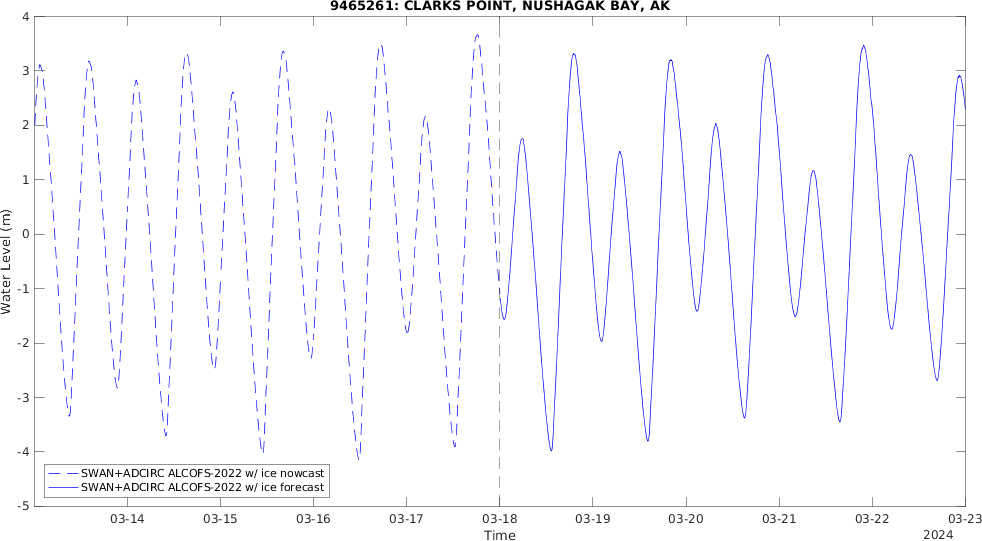 9465261: CLARKS POINT, NUSHAGAK BAY, AK
4
3
2
1
0
-1
-2
-3
-4
-5
Water Level (m)
SWAN+ADCIRC ALCOFS-2022 w/ ice nowcast
SWAN+ADCIRC ALCOFS-2022 w/ ice forecast
03-14 03-15 03-16 03-17 03-18 03-19 03-20 03-21 03-22 03-23
Time
2024